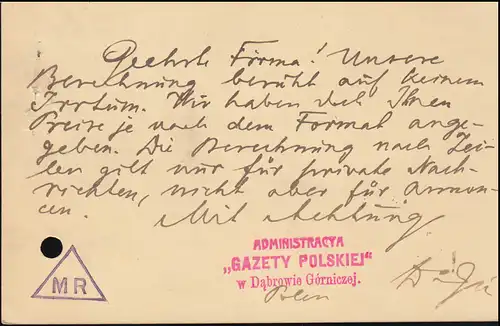 Geehrte Firma! Unsere
Berechnung beruht auf keinem
Irrtum. Wir haben doch Ihnen
Preise je nach dem Format ange-
geben. Die Berechnung nach Zei-
len gilt nur für private Nach-
richten, nicht aber für Annon-
cen. Mit Achtung
ADMINISTRACYA
„GAZETY POLSKIEJ"
w Dąbrowie Górniczej.
Polen
MR